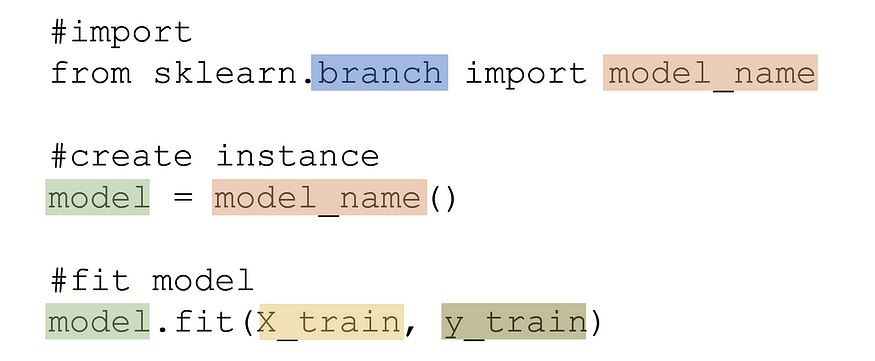 #import
from sklearn.branch import model_name
#create instance
model = model_name()
#fit model
model.fit(X_train, y_train)